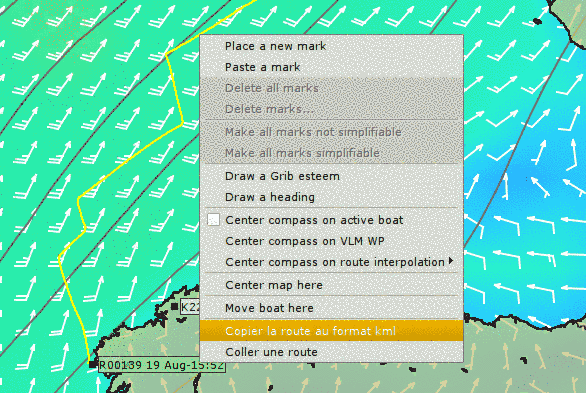 Place a new mark
Paste a mark
Delete all marks
Delete marks...
Make all marks not simplifiable
Make all marks simplifiable
Draw a Grib esteem
Draw a heading
Center compass on active boat
Center compass on VLM WP
Center compass on route interpolation
Center map here
K22
Move boat here
Copier la route au format kml
Coller une route
R00139 19 Aug-15:52